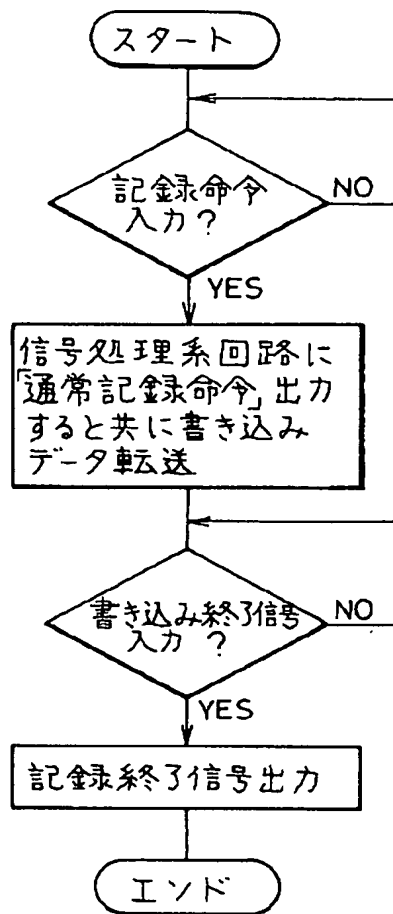 スタート
記録命令
入力?
NO
YES
信号処理系回路に
「通常記録命令」出力
すると共に書き込み
データ転送
書き込み終了信号
入力?
NO
YES
記録終了信号出力
エンド